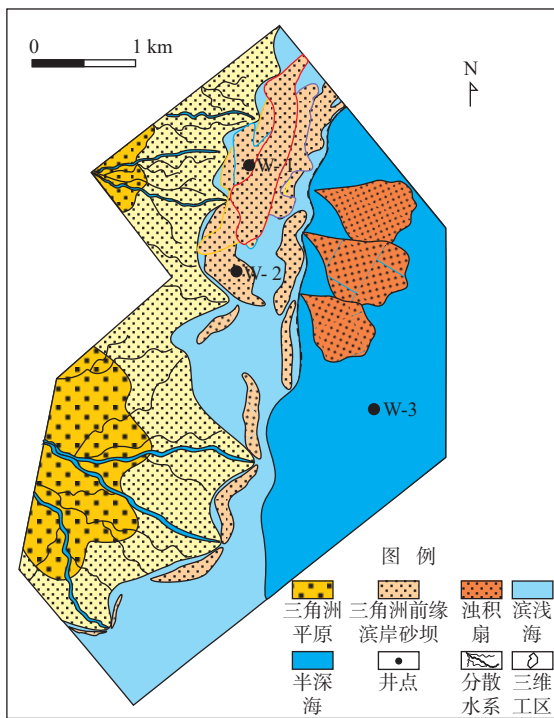 0 1 km
N
W-1
W-2
W-3
图 例
三角洲 三角洲前缘 浊积 滨浅
平原 滨岸砂坝 扇 海
半深 井点 分散 三维
海 水系 工区